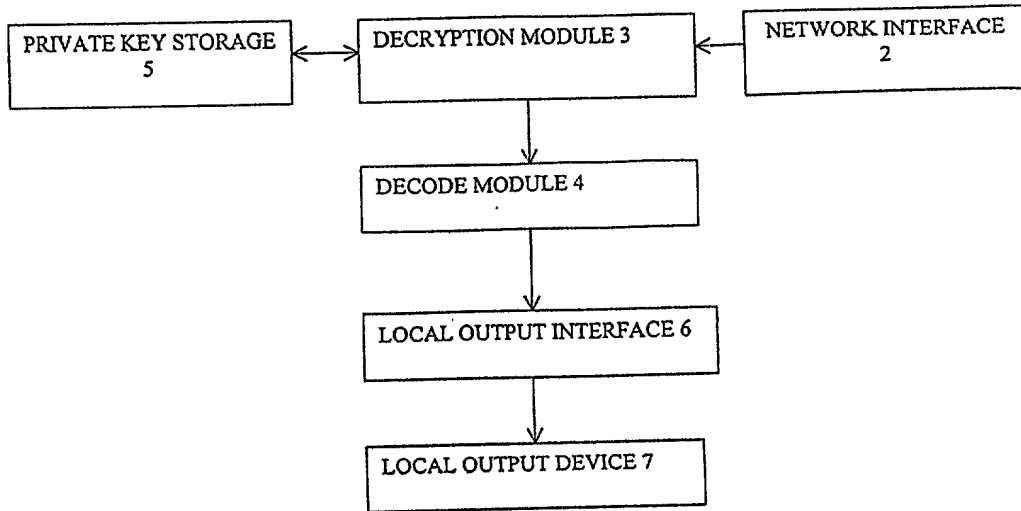 PRIVATE KEY STORAGE
5
DECRYPTION MODULE 3
NETWORK INTERFACE
2
DECODE MODULE 4
LOCAL OUTPUT INTERFACE 6
LOCAL OUTPUT DEVICE 7